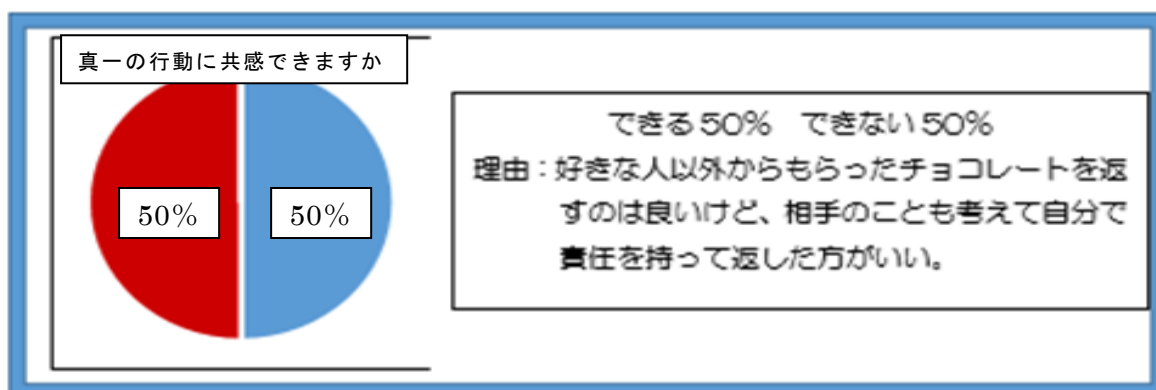 真一の行動に共感できますか
50%
50%
できる50% できない50%
理由：好きな人以外からもらったチョコレートを返
すのは良いけど、相手のことも考えて自分で
責任を持って返した方がいい。